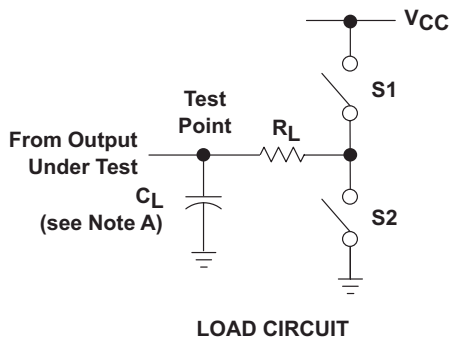 VCC
S1
Test
Point
RL
From Output
Under Test
CL
(see Note A)
S2
LOAD CIRCUIT